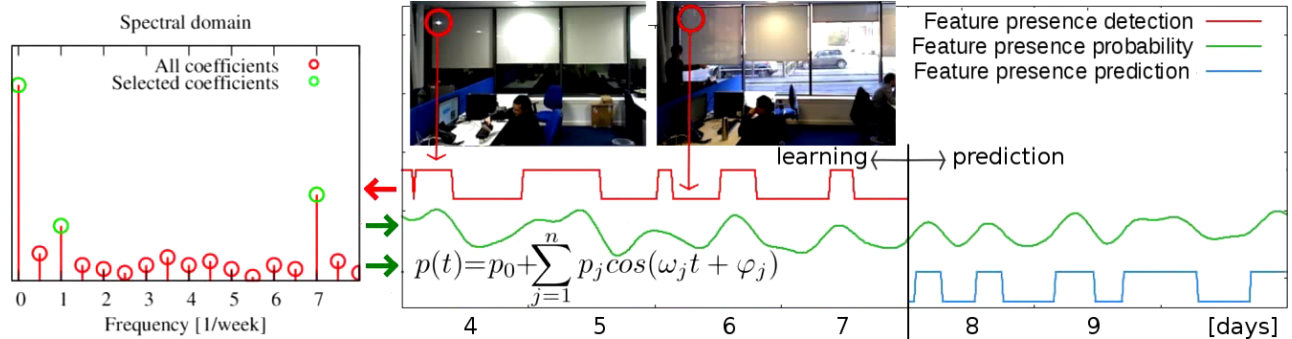 Spectral domain
All coefficients
Selected coefficients
0 1 2 3 4 5 6 7
Frequency [1/week]
Feature presence detection
Feature presence probability
Feature presence prediction
learning prediction
p(t)=p₀+∑ⁿⱼ₌₁ pⱼcos(ωⱼt + φⱼ)
4 5 6 7 8 9 [days]